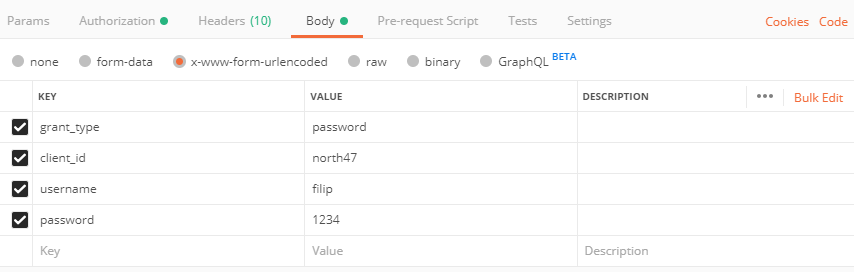 Params Authorization Headers (10) Body Pre-request Script Tests Settings Cookies Code
none form-data x-www-form-urlencoded raw binary GraphQL BETA
KEY VALUE DESCRIPTION ••• Bulk Edit
grant_type password
client_id north47
username filip
password 1234
Key Value Description